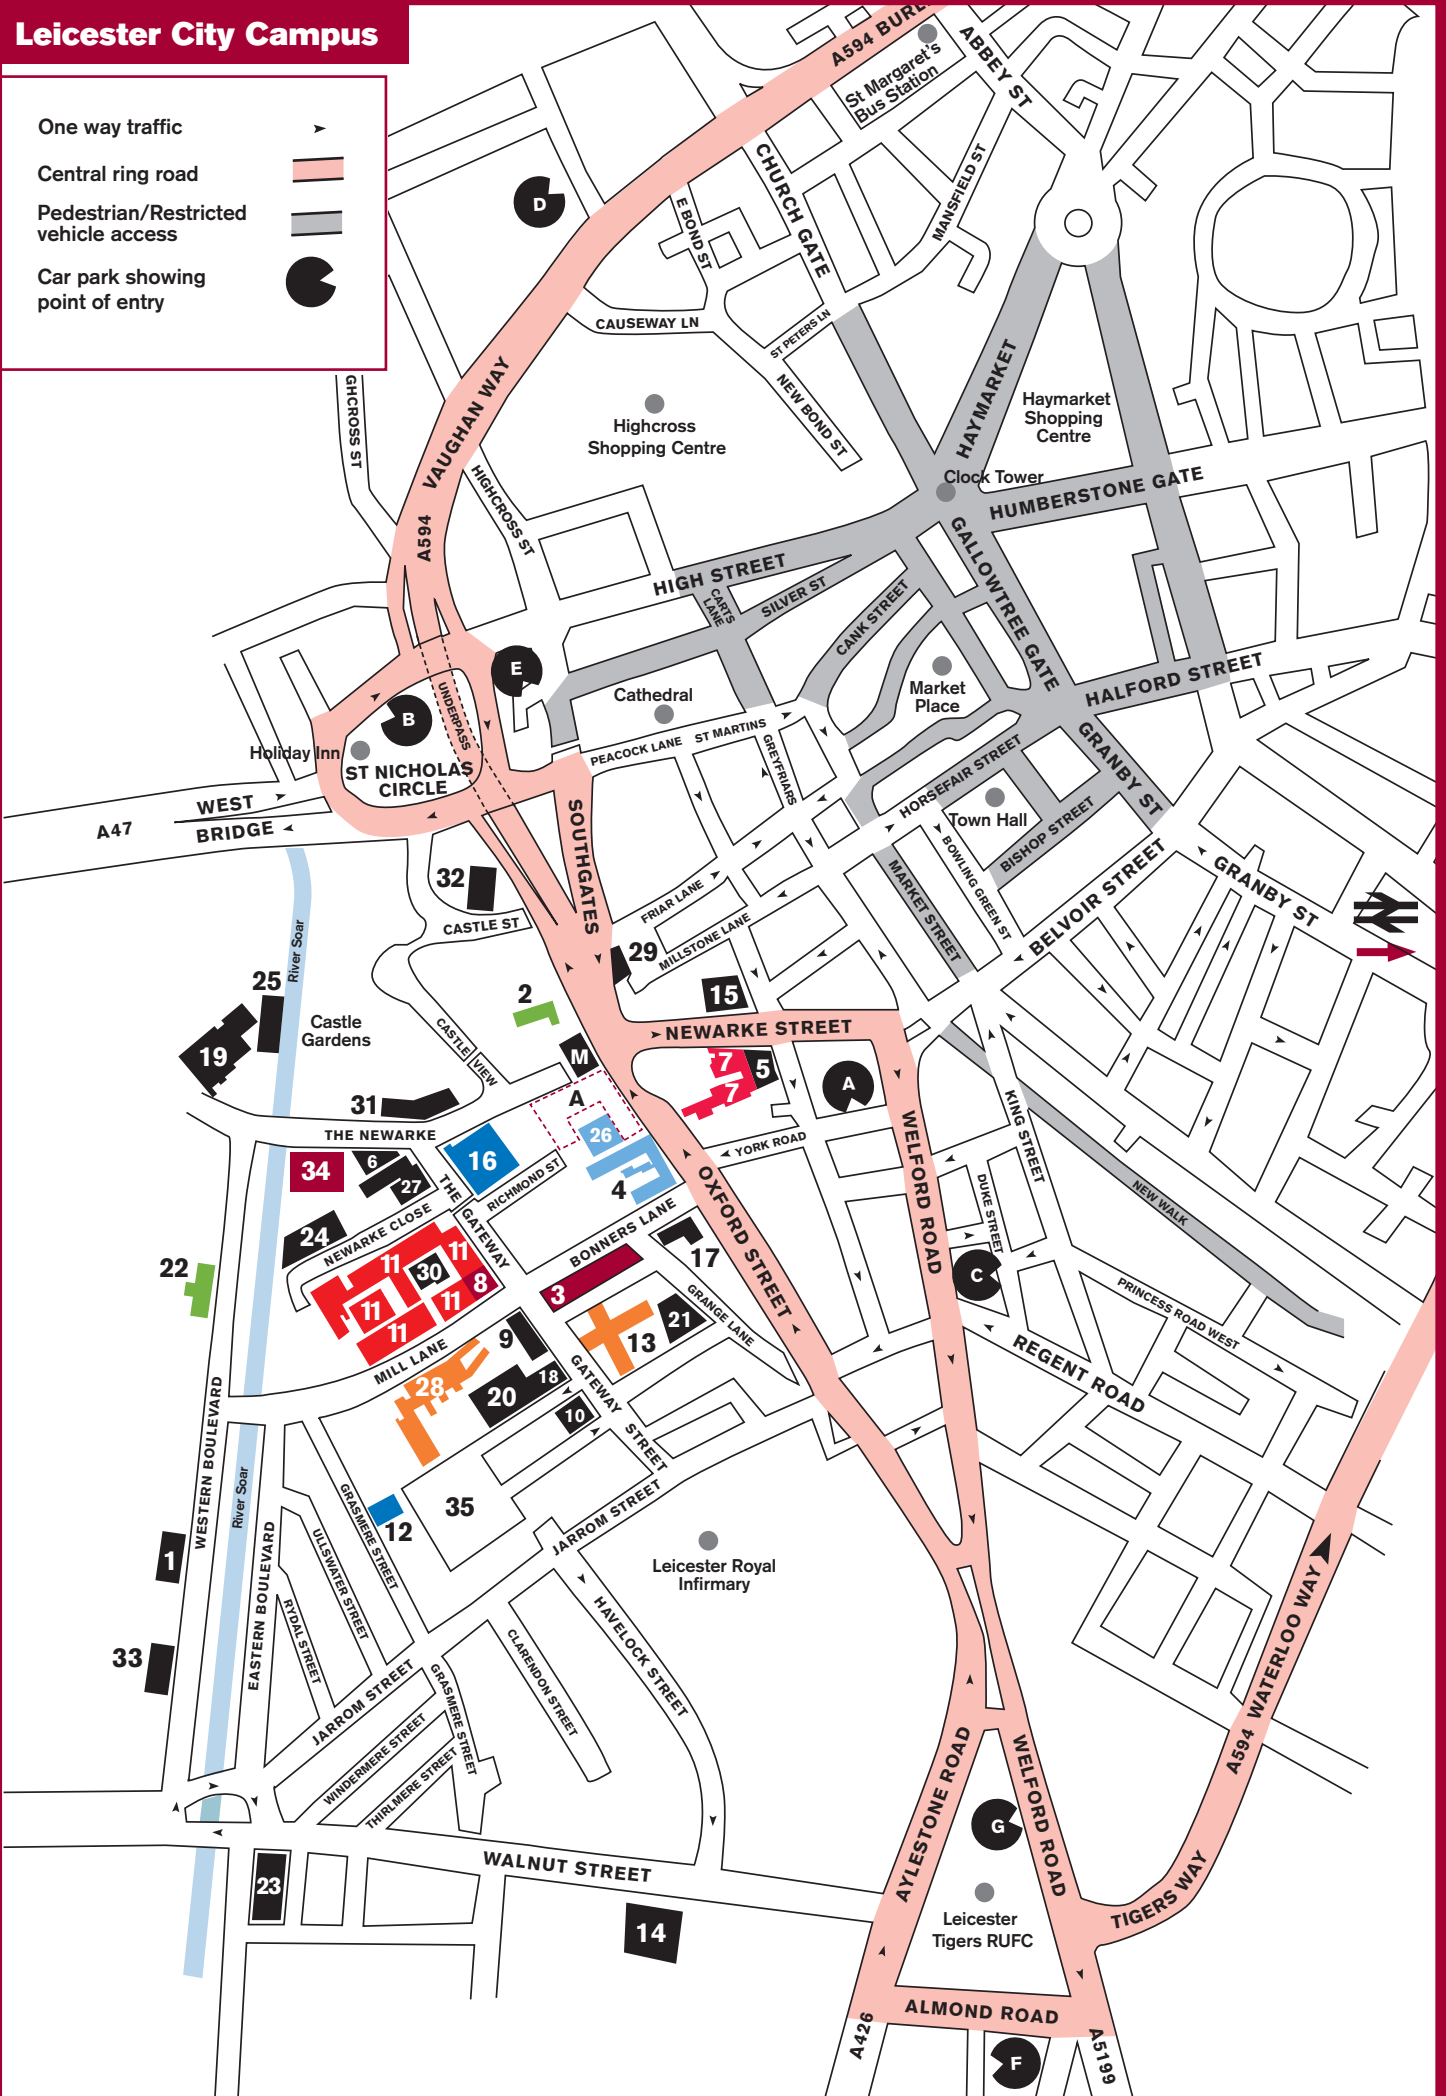 Leicester City Campus
One way traffic
Central ring road
Pedestrian/Restricted
vehicle access
Car park showing
point of entry
A594
ABBEY ST
St Margaret's
Bus Station
CHURCH GATE
MANSFIELD ST
E BOND ST
D
CAUSEWAY LN
ST PETERS LN
NEW BOND ST
VAUGHAN WAY
A594
GHCROSS ST
HIGHCROSS ST
Highcross
Shopping Centre
HAYMARKET
Haymarket
Shopping
Centre
Clock Tower
HUMBERSTONE GATE
HIGH STREET
CARTS
LANE
SILVER ST
CANK STREET
GALLOWTREE GATE
HALFORD STREET
Market
Place
E
Cathedral
PEACOCK LANE
ST MARTINS
GREYFRIARS
B
UNDERPASS
Holiday Inn
ST NICHOLAS
CIRCLE
WEST
BRIDGE
A47
SOUTHGATES
HORSEFAIR STREET
GRANBY ST
Town Hall
BISHOP STREET
BOWLING GREEN ST
MARKET STREET
BELVOIR STREET
GRANBY ST
FRIAR LANE
MILLSTONE LANE
32
CASTLE ST
River Soar
29
15
2
25
19
Castle
Gardens
CASTLE VIEW
M
NEWARKE STREET
7
7
5
A
31
THE NEWARKE
A
26
4
16
RICHMOND ST
34
6
27
THE GATEWAY
YORK ROAD
WELFORD ROAD
KING STREET
NEW WALK
DUKE STREET
OXFORD STREET
24
NEWARKE CLOSE
BONNERS LANE
22
11
11
30
8
11
11
11
3
17
GRANGE LANE
C
PRINCESS ROAD WEST
REGENT ROAD
21
13
9
MILL LANE
28
20
18
10
GATEWAY STREET
WESTERN BOULEVARD
River Soar
35
12
GRASMERE STREET
JARROM STREET
1
EASTERN BOULEVARD
ULLSWATER STREET
RYDAL STREET
Leicester Royal
Infirmary
33
HAVELOCK STREET
CLARENDON STREET
JARROM STREET
GRASMERE STREET
WINDERMERE STREET
THIRLMERE STREET
A594 WATERLOO WAY
WALNUT STREET
23
14
AYLESTONE ROAD
WELFORD ROAD
G
Leicester
Tigers RUFC
TIGERS WAY
ALMOND ROAD
A426
F
A5199